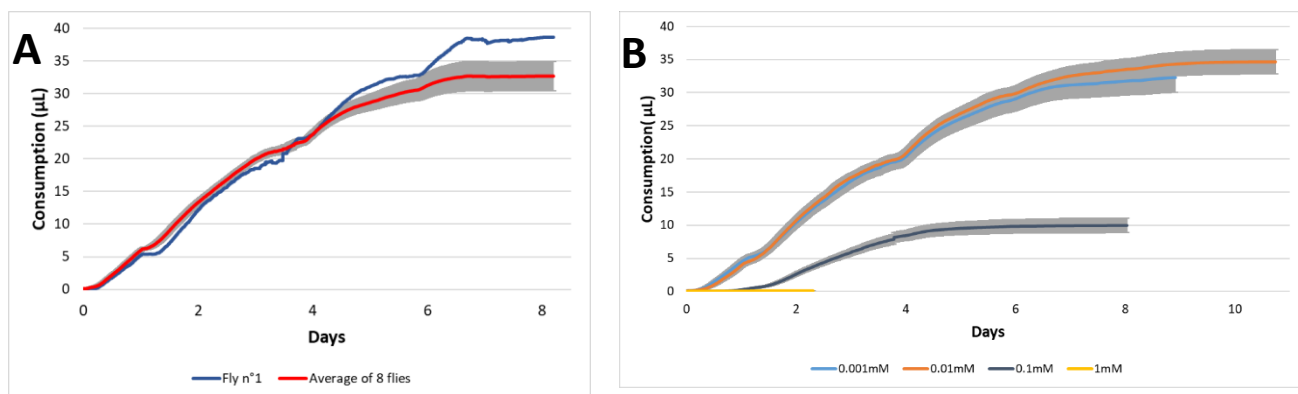 A
Consumption (µL)
40
35
30
25
20
15
10
5
0
0 2 4 6 8
Days
Fly n°1 Average of 8 flies
B
Consumption( µL)
40
35
30
25
20
15
10
5
0
0 2 4 6 8 10
Days
0.001mM 0.01mM 0.1mM 1mM